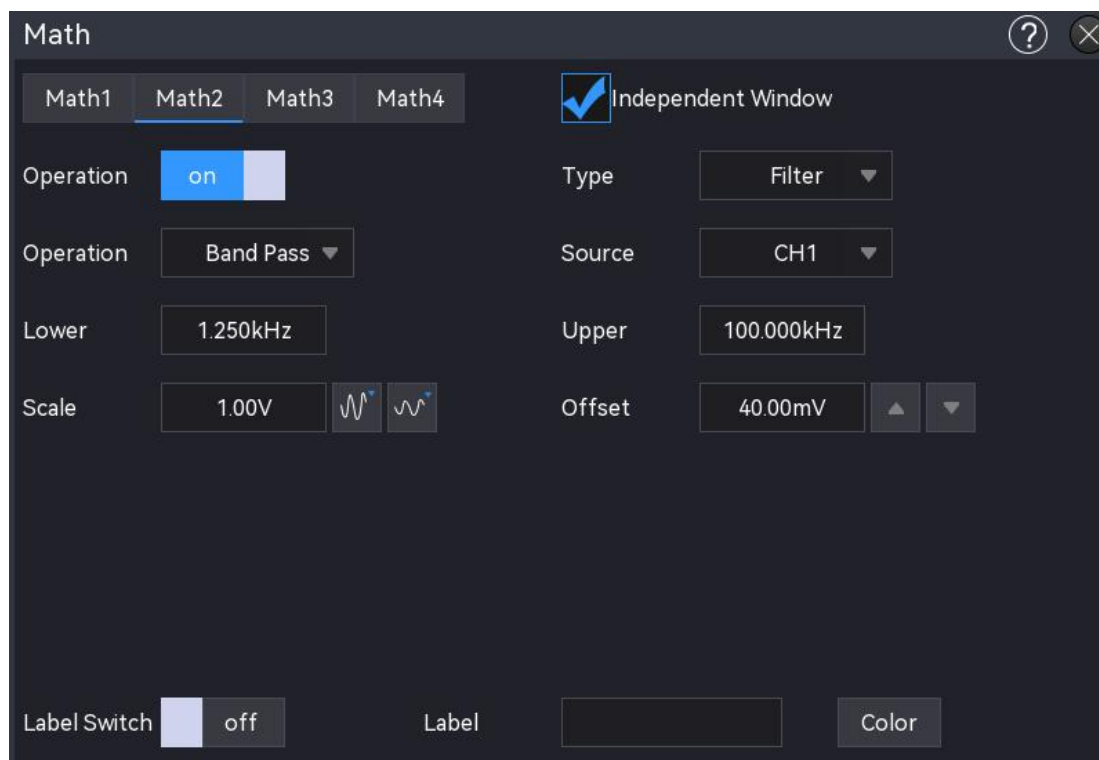 Math ?
Math1 Math2 Math3 Math4 Independent Window
Operation on Type Filter
Operation Band Pass Source CH1
Lower 1.250kHz Upper 100.000kHz
Scale 1.00V Offset 40.00mV
Label Switch off Label Color